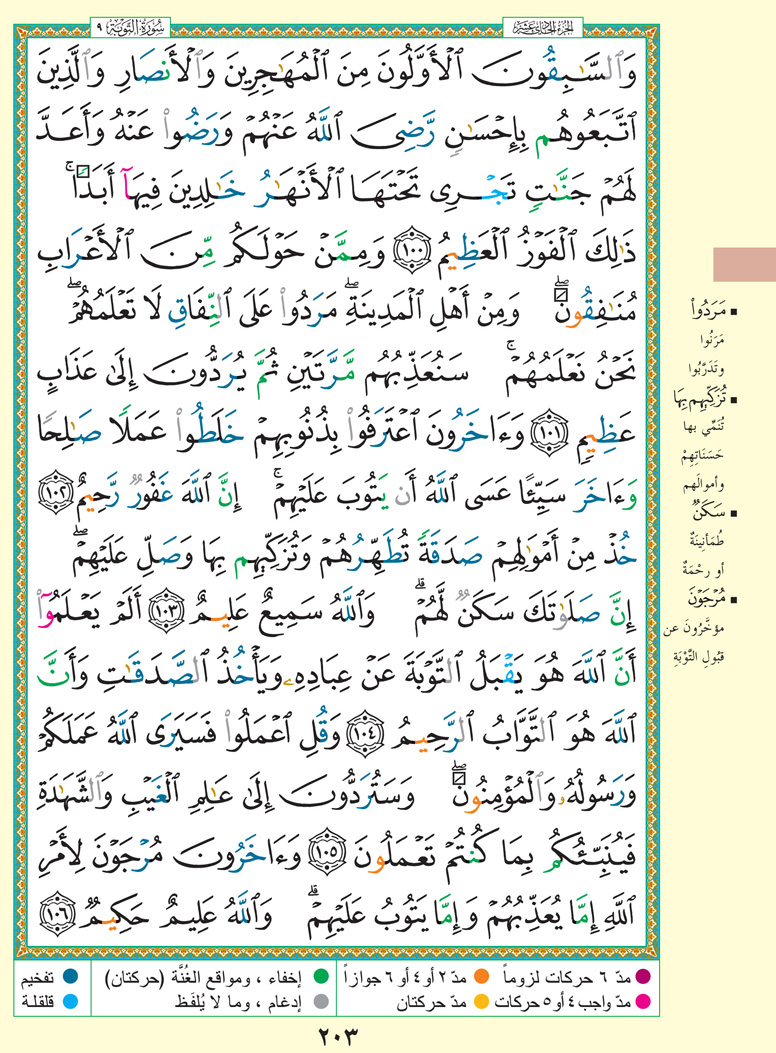 الجزء الحادي عشر
سورة التوبة ٩
وَٱلسَّٰبِقُونَ ٱلۡأَوَّلُونَ مِنَ ٱلۡمُهَٰجِرِينَ وَٱلۡأَنصَارِ وَٱلَّذِينَ
ٱتَّبَعُوهُم بِإِحۡسَٰنٖ رَّضِيَ ٱللَّهُ عَنۡهُمۡ وَرَضُواْ عَنۡهُ وَأَعَدَّ
لَهُمۡ جَنَّٰتٖ تَجۡرِي تَحۡتَهَا ٱلۡأَنۡهَٰرُ خَٰلِدِينَ فِيهَآ أَبَدٗاۚ
ذَٰلِكَ ٱلۡفَوۡزُ ٱلۡعَظِيمُ ١٠٠ وَمِمَّنۡ حَوۡلَكُم مِّنَ ٱلۡأَعۡرَابِ
مُنَٰفِقُونَۖ وَمِنۡ أَهۡلِ ٱلۡمَدِينَةِۖ مَرَدُواْ عَلَى ٱلنِّفَاقِ لَا تَعۡلَمُهُمۡۖ
نَحۡنُ نَعۡلَمُهُمۡۚ سَنُعَذِّبُهُم مَّرَّتَيۡنِ ثُمَّ يُرَدُّونَ إِلَىٰ عَذَابٍ
عَظِيمٖ ١٠١ وَءَاخَرُونَ ٱعۡتَرَفُواْ بِذُنُوبِهِمۡ خَلَطُواْ عَمَلٗا صَٰلِحٗا
وَءَاخَرَ سَيِّئًا عَسَى ٱللَّهُ أَن يَتُوبَ عَلَيۡهِمۡۚ إِنَّ ٱللَّهَ غَفُورٞ رَّحِيمٌ ١٠٢
خُذۡ مِنۡ أَمۡوَٰلِهِمۡ صَدَقَةٗ تُطَهِّرُهُمۡ وَتُزَكِّيهِم بِهَا وَصَلِّ عَلَيۡهِمۡۖ
إِنَّ صَلَوٰتَكَ سَكَنٞ لَّهُمۡۗ وَٱللَّهُ سَمِيعٌ عَلِيمٌ ١٠٣ أَلَمۡ يَعۡلَمُوٓاْ
أَنَّ ٱللَّهَ هُوَ يَقۡبَلُ ٱلتَّوۡبَةَ عَنۡ عِبَادِهِۦ وَيَأۡخُذُ ٱلصَّدَقَٰتِ وَأَنَّ
ٱللَّهَ هُوَ ٱلتَّوَّابُ ٱلرَّحِيمُ ١٠٤ وَقُلِ ٱعۡمَلُواْ فَسَيَرَى ٱللَّهُ عَمَلَكُمۡ
وَرَسُولُهُۥ وَٱلۡمُؤۡمِنُونَۖ وَسَتُرَدُّونَ إِلَىٰ عَٰلِمِ ٱلۡغَيۡبِ وَٱلشَّهَٰدَةِ
فَيُنَبِّئُكُم بِمَا كُنتُمۡ تَعۡمَلُونَ ١٠٥ وَءَاخَرُونَ مُرۡجَوۡنَ لِأَمۡرِ
ٱللَّهِ إِمَّا يُعَذِّبُهُمۡ وَإِمَّا يَتُوبُ عَلَيۡهِمۡۗ وَٱللَّهُ عَلِيمٌ حَكِيمٞ ١٠٦
مَرَدُواْ
مَرَنُوا
وتَدَرَّبُوا
تُزَكِّيهِم بِهَا
تُنَمِّي بها
حَسَنَاتِهِمْ
وأموالَهم
سَكَنٞ
طُمَأنِينَةٌ
أو رحْمَةٌ
مُرۡجَوۡنَ
مؤخَّرُونَ عن
قبُولِ التَّوْبَةِ
مدّ ٦ حركات لزوماً
مدّ ٢ أو ٤ أو ٦ جوازاً
إخفاء ، ومواقع الغُنَّة (حركتان)
تفخيم
مدّ واجب ٤ أو ٥ حركات
مدّ حركتان
إدغام ، وما لا يُلفَظ
قلقلة
٢٠٣